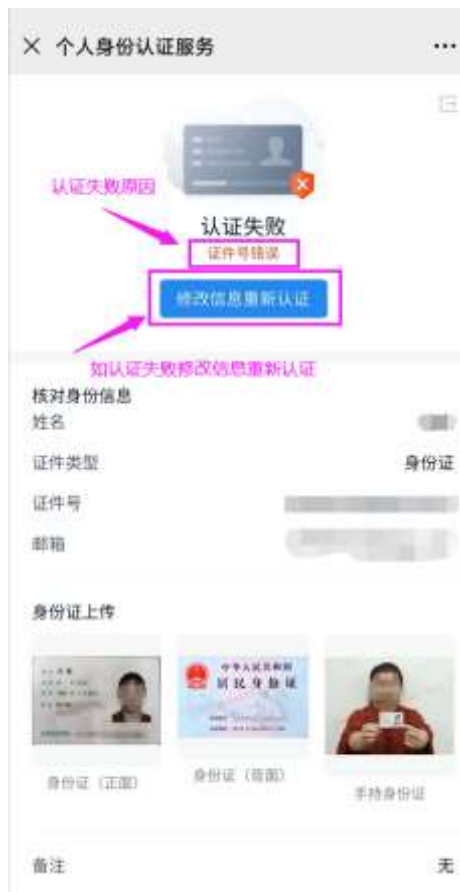 个人身份认证服务
认证失败原因
认证失败
证件号错误
修改信息重新认证
如认证失败修改信息重新认证
核对身份信息
姓名
证件类型 身份证
证件号
邮箱
身份证上传
中华人民共和国
居民身份证
身份证（正面） 身份证（背面） 手持身份证
备注 无